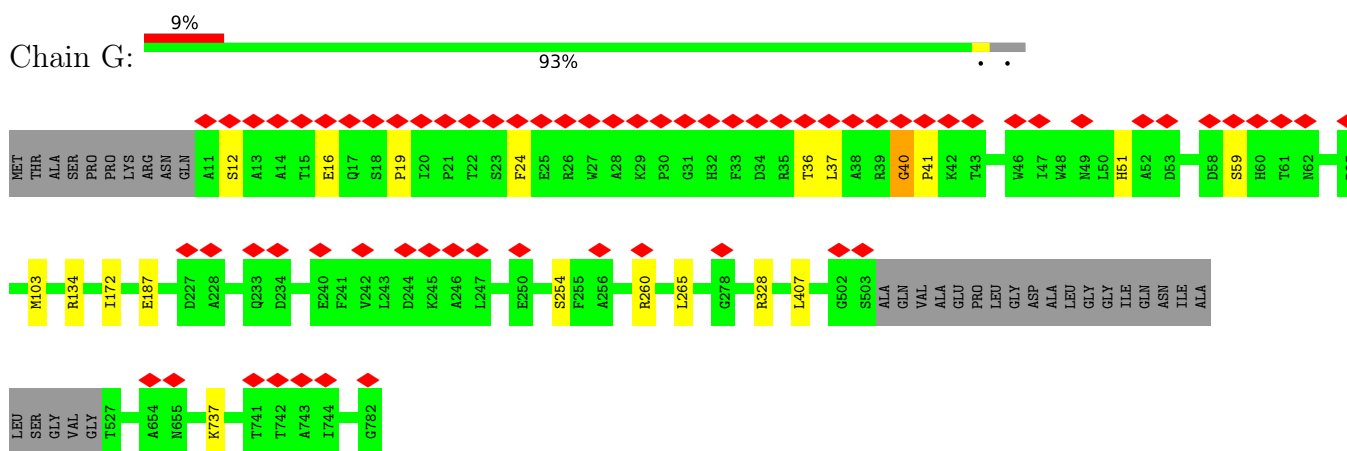 9%
Chain G:
93%
. .
MET THR ALA SER PRO PRO LYS ARG ASN GLN A11 S12 A13 A14 T15 E16 Q17 S18 P19 I20 P21 T22 S23 F24 E25 R26 W27 A28 K29 P30 G31 H32 F33 D34 R35 T36 L37 A38 R39 G40 P41 K42 T43 W46 I47 W48 N49 L50 H51 A52 D53 D58 S59 H60 T61 N62
M103 R134 I172 E187 D227 A228 Q233 D234 E240 F241 V242 L243 D244 K245 A246 L247 E250 S254 F255 A256 R260 L265 G278 R328 L407 G502 S503 ALA GLN VAL ALA GLU PRO LEU GLY ASP ALA LEU GLY GLY ILE GLN ASN ILE ALA
LEU SER GLY VAL GLY T527 A654 N655 K737 T741 T742 A743 I744 G782